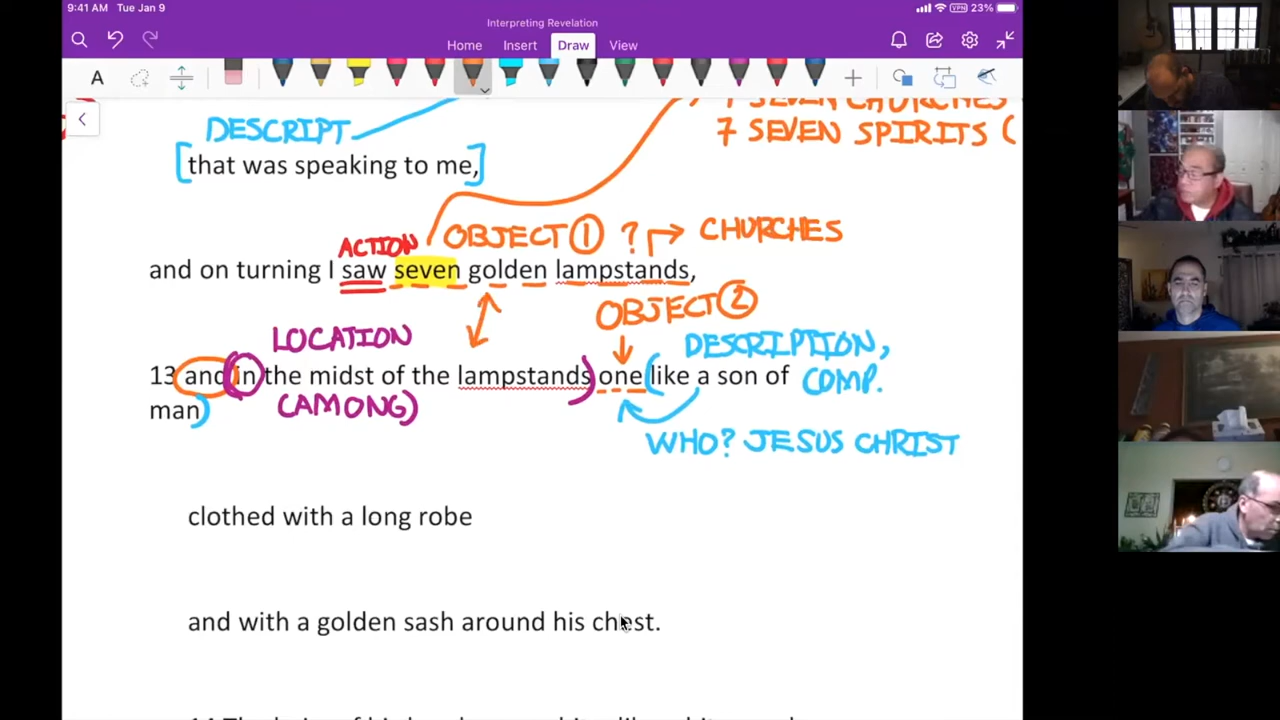 9:41 AM Tue Jan 9
VPN 23%
Interpreting Revelation
Home Insert Draw View
A
SEVEN CHURCHES
DESCRIPT
7 SEVEN SPIRITS (
[that was speaking to me,]
ACTION OBJECT 1 ? CHURCHES
and on turning I saw seven golden lampstands,
OBJECT 2
LOCATION DESCRIPTION,
13 and (in the midst of the lampstands) one (like a son of COMP.
man) (AMONG)
WHO? JESUS CHRIST
clothed with a long robe
and with a golden sash around his chest.